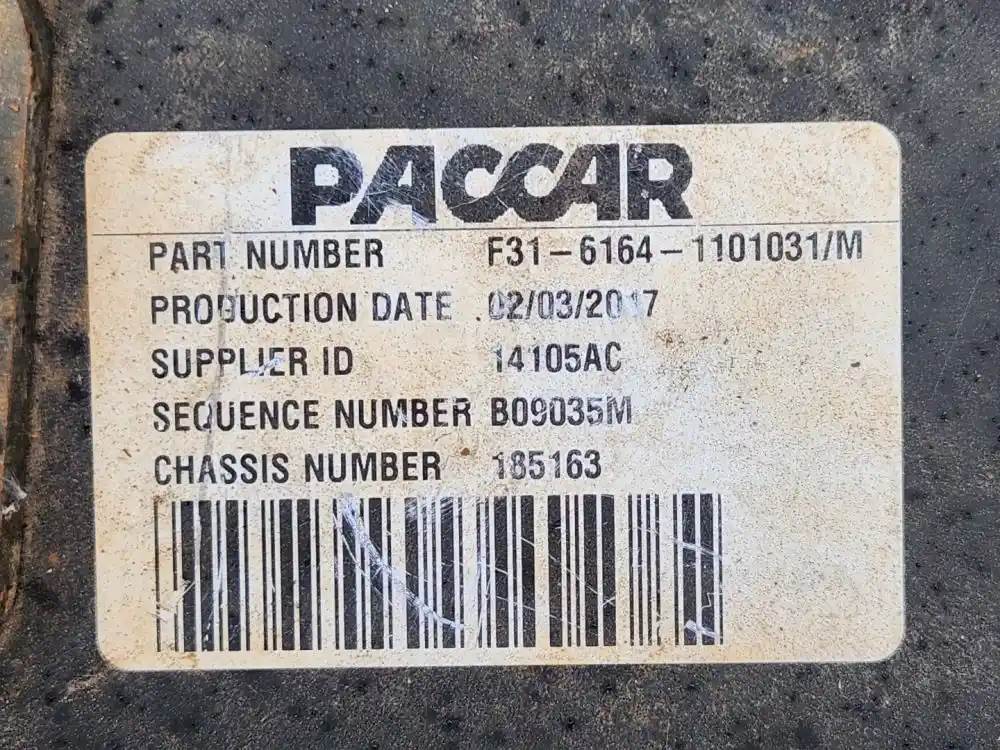 PACCAR
PART NUMBER F31-6164-1101031/M
PRODUCTION DATE 02/03/2017
SUPPLIER ID 14105AC
SEQUENCE NUMBER B09035M
CHASSIS NUMBER 185163